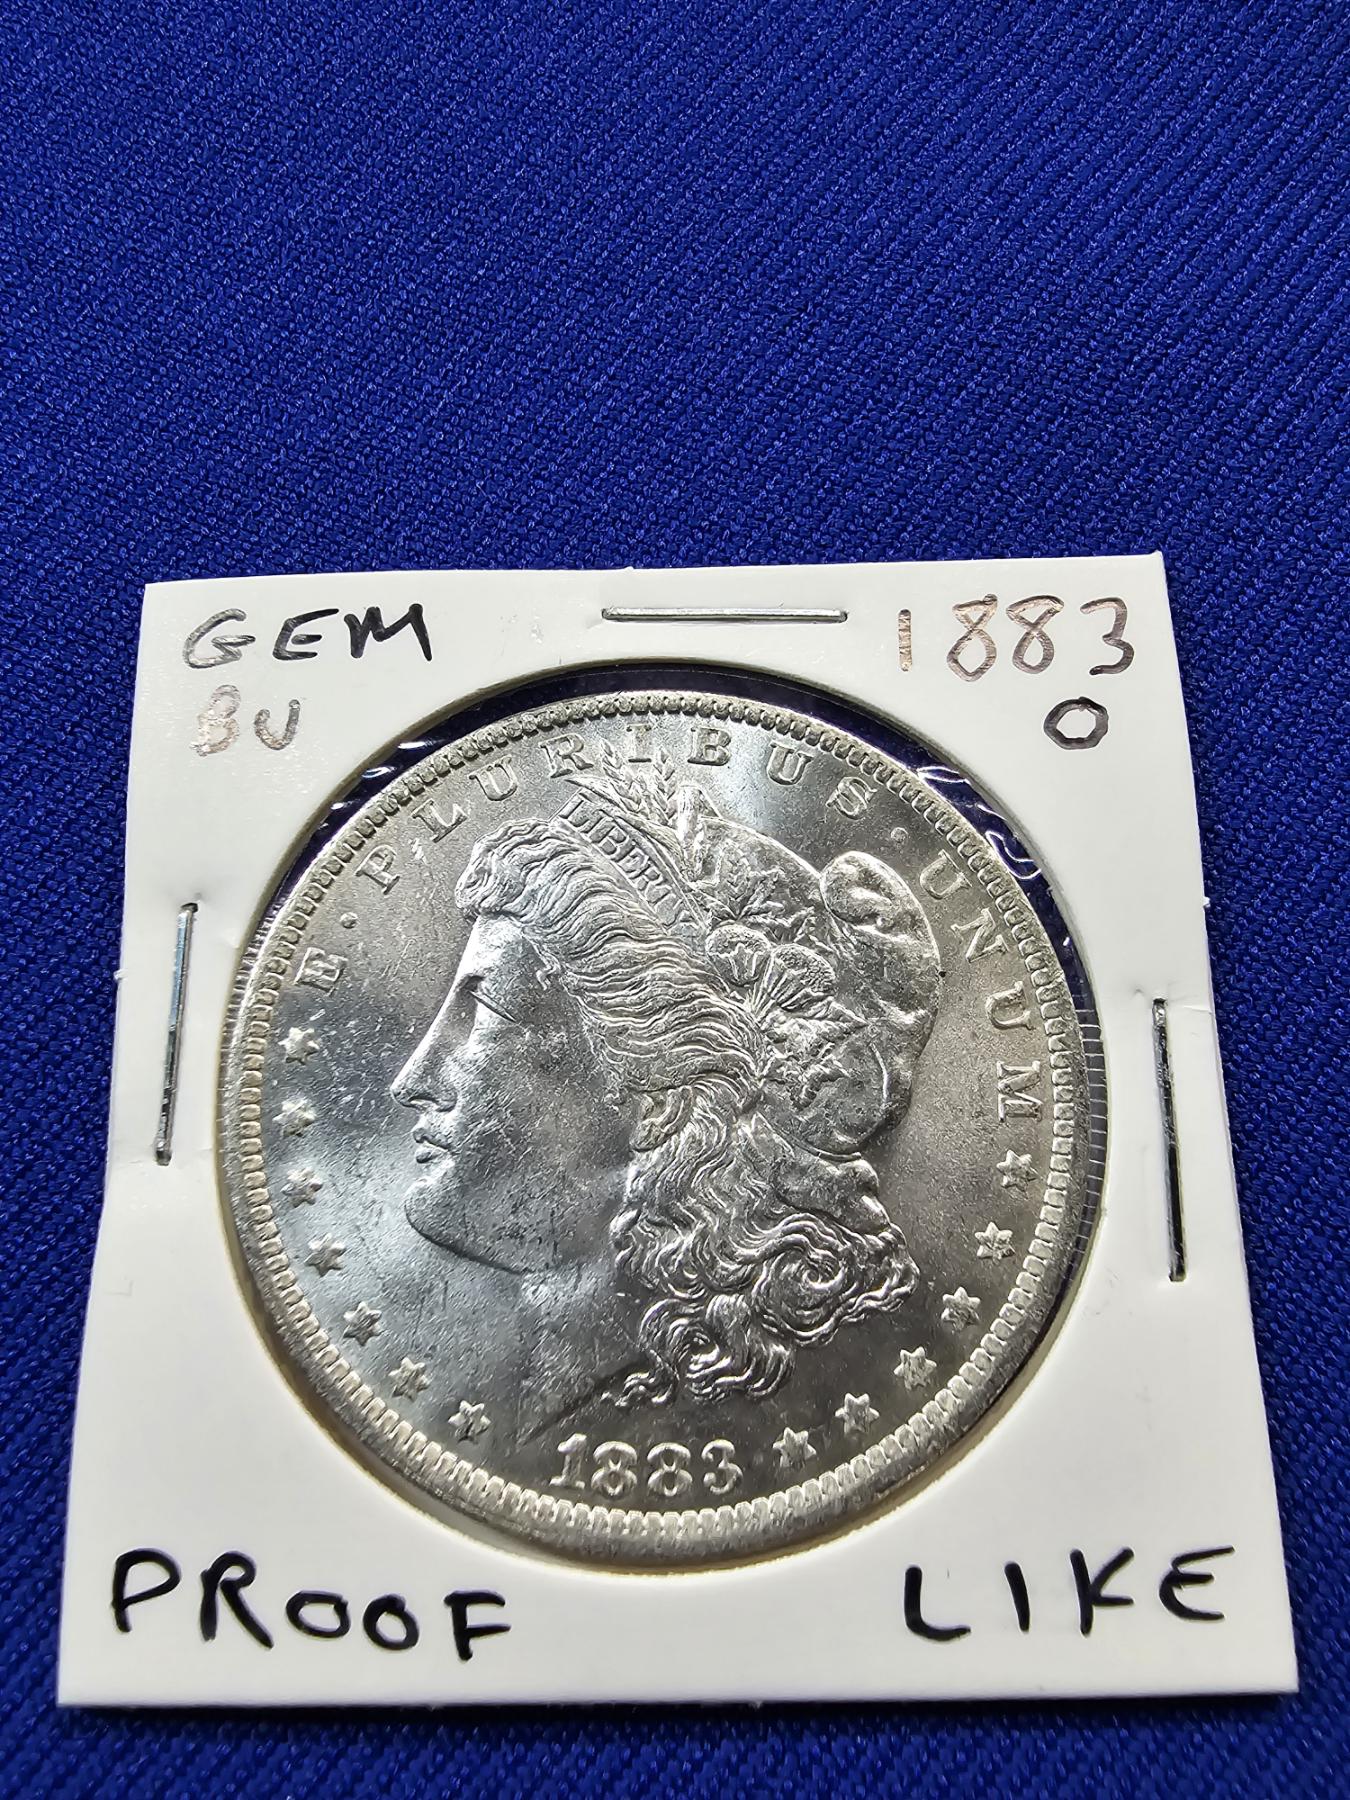 GEM 1883
BU O
E · PLURIBUS · UNUM
LIBERTY
1883
PROOF LIKE